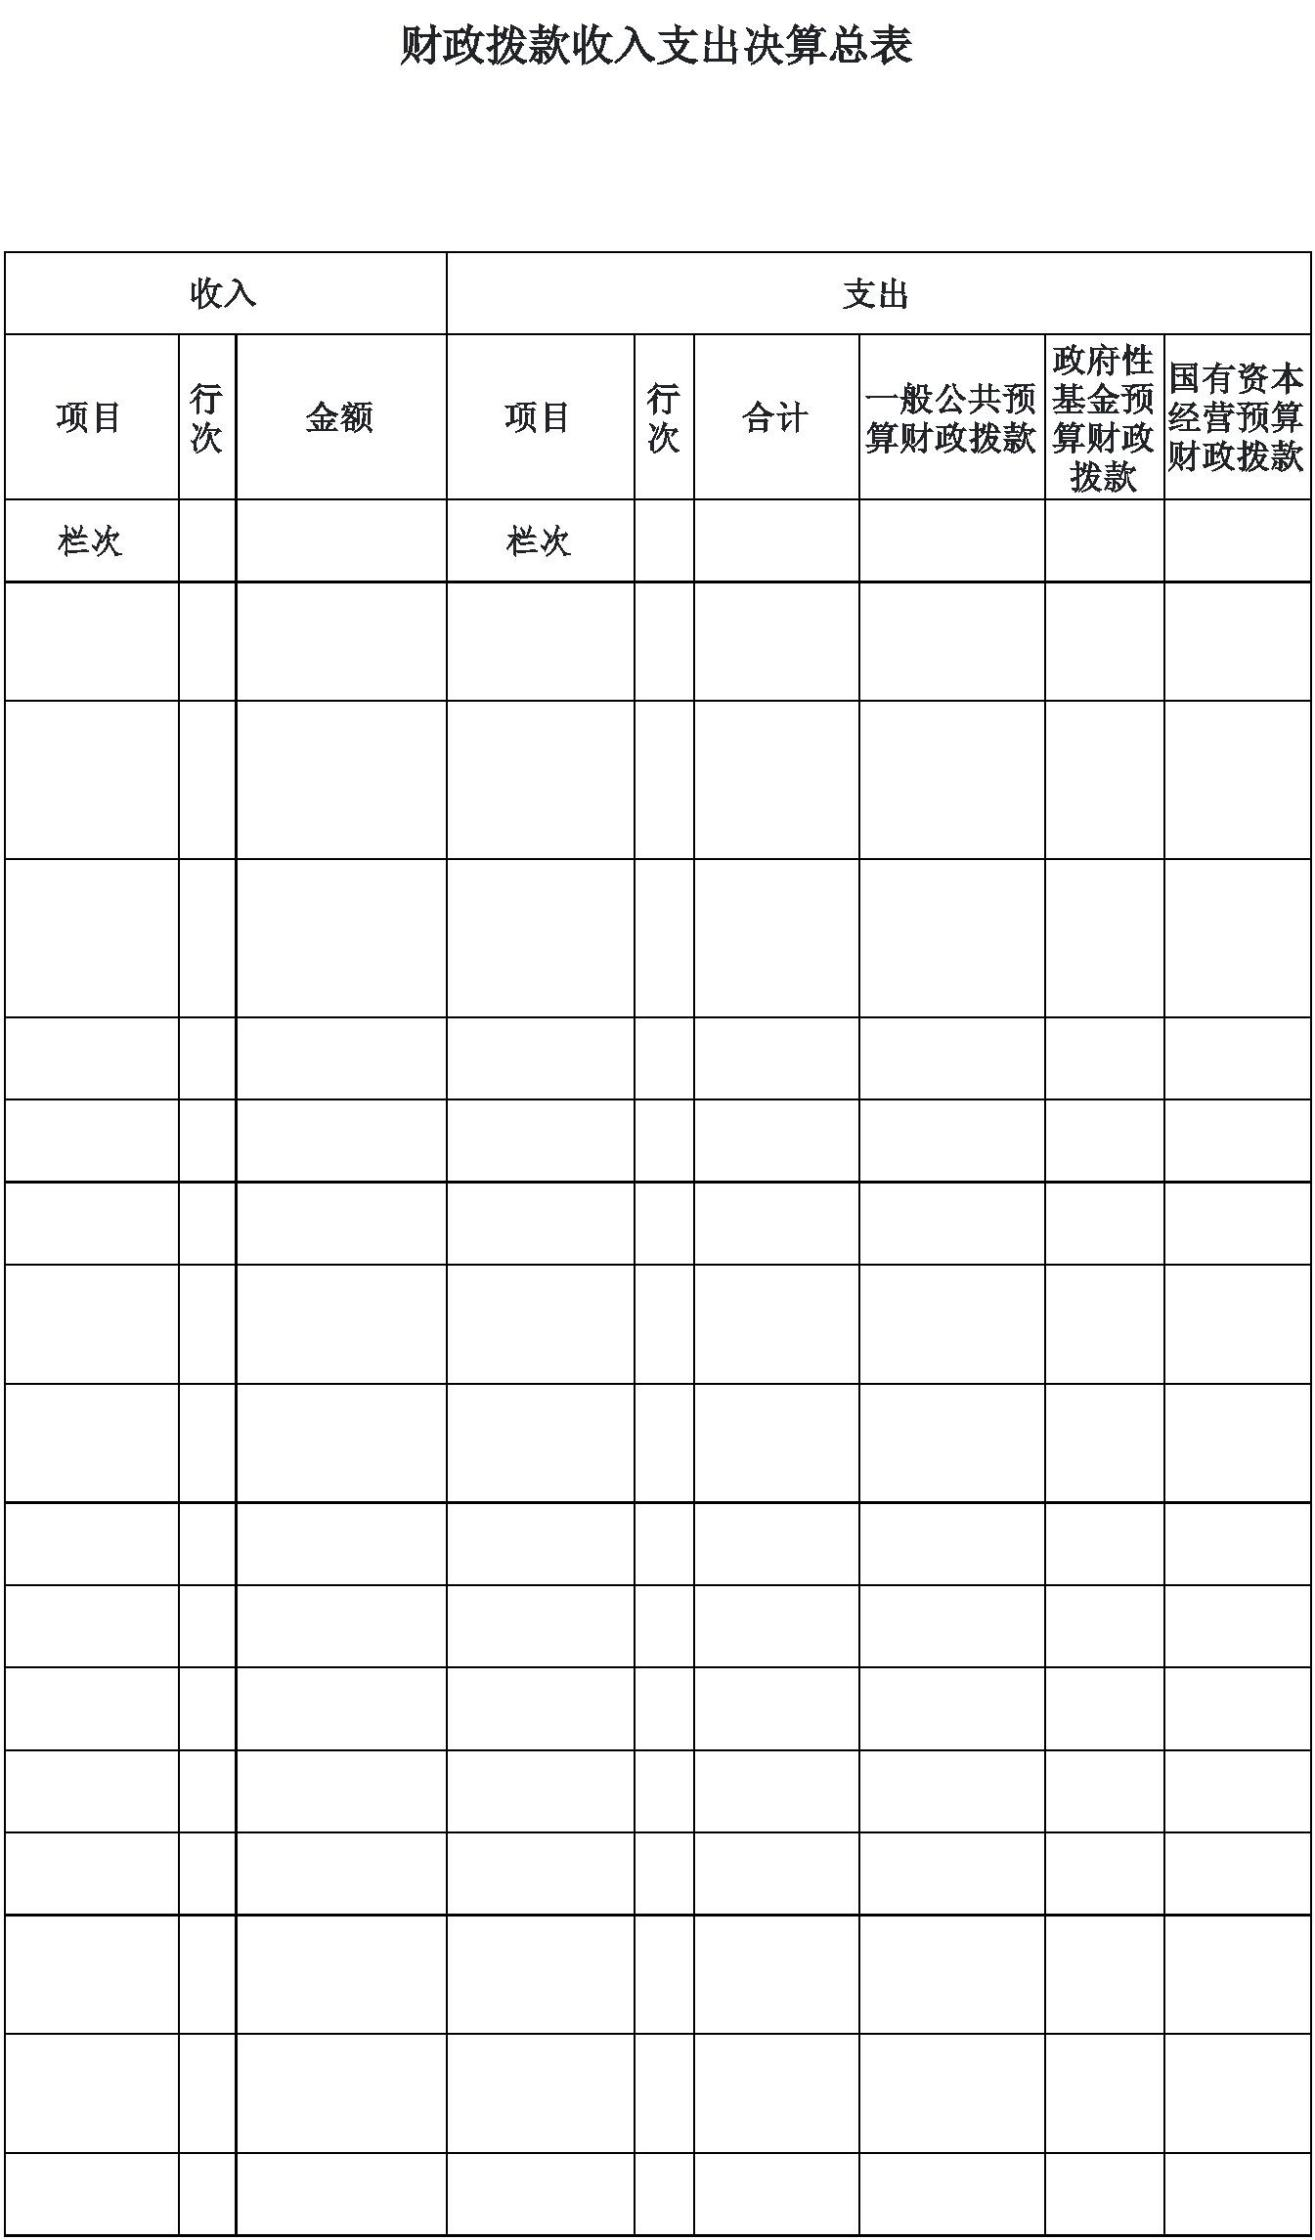 财政拨款收入支出决算总表
收入
支出
项目
行
次
金额
项目
行
次
合计
一般公共预
算财政拨款
政府性
基金预
算财政
拨款
国有资本
经营预算
财政拨款
栏次
栏次